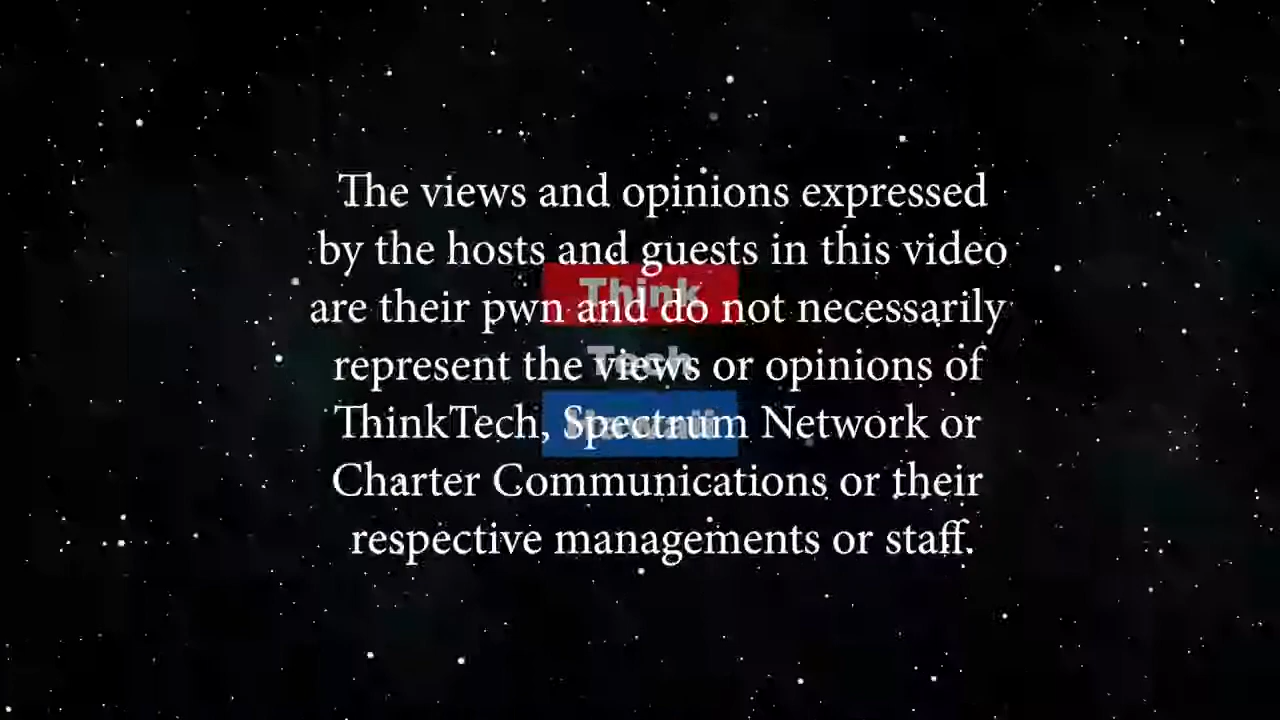 The views and opinions expressed
by the hosts and guests in this video
are their pwn and do not necessarily
represent the views or opinions of
ThinkTech, Spectrum Network or
Charter Communications or their
respective managements or staff.
Think
Tech